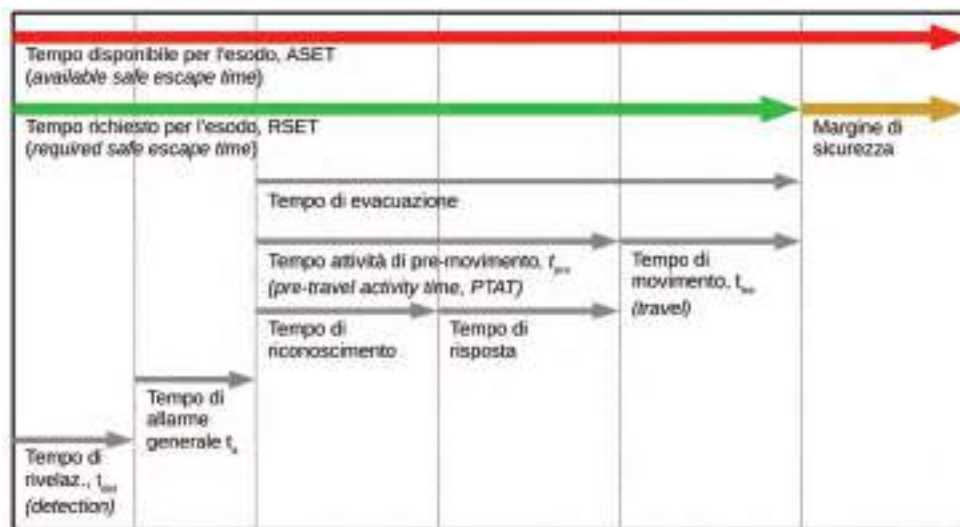 Tempo disponibile per l'esodo, ASET
(available safe escape time)
Tempo richiesto per l'esodo, RSET
(required safe escape time)
Margine di
sicurezza
Tempo di evacuazione
Tempo attività di pre-movimento, t
(pre-travel activity time, PTAT)
Tempo di
movimento, t
(travel)
Tempo di
riconoscimento
Tempo di
risposta
Tempo di
allarme
generale t
Tempo di
rivelaz., t
(detection)